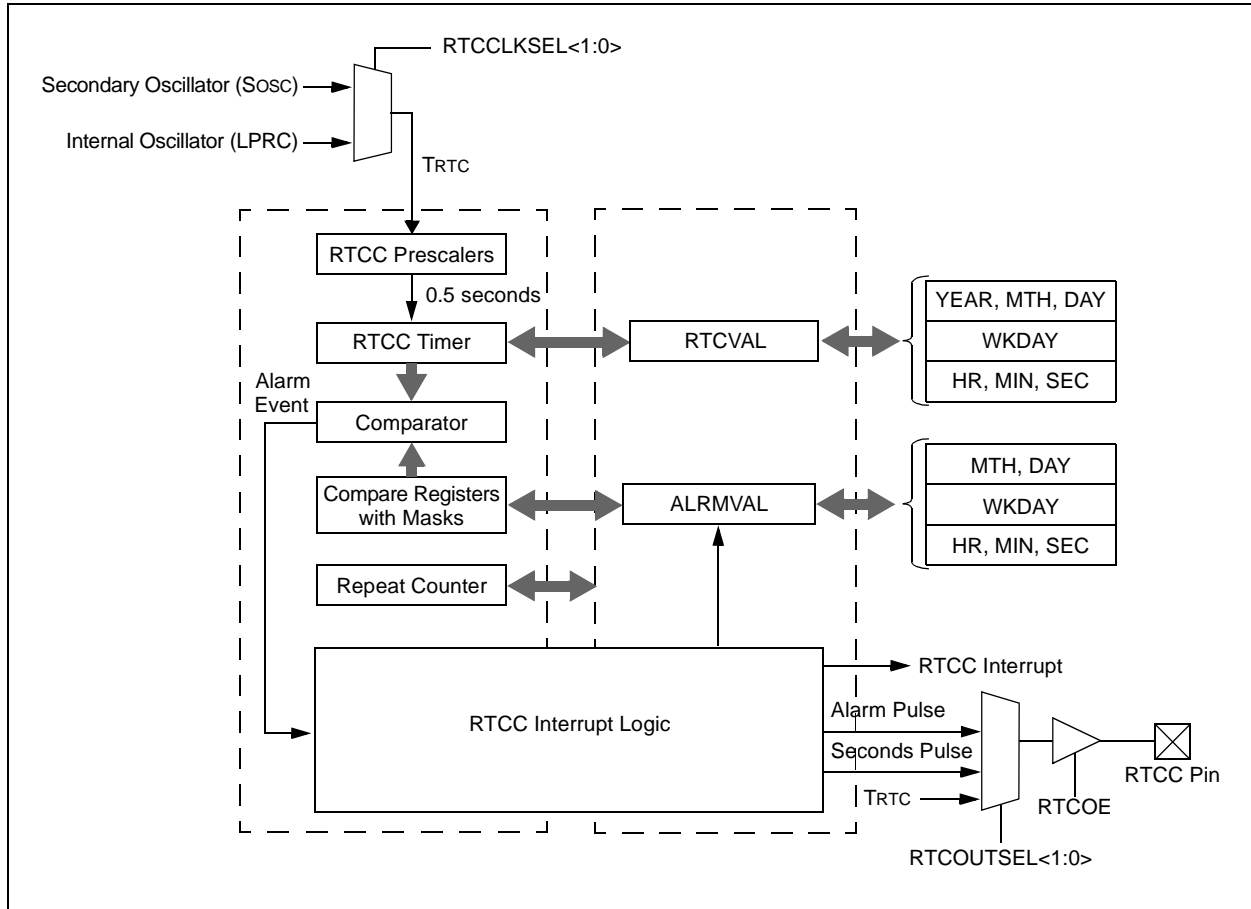 RTCCLKSEL<1:0>
Secondary Oscillator (SOSC)
Internal Oscillator (LPRC)
TRTC
RTCC Prescalers
0.5 seconds
RTCC Timer
RTCVAL
YEAR, MTH, DAY
WKDAY
HR, MIN, SEC
Alarm
Event
Comparator
Compare Registers
with Masks
ALRMVAL
MTH, DAY
WKDAY
HR, MIN, SEC
Repeat Counter
RTCC Interrupt Logic
RTCC Interrupt
Alarm Pulse
Seconds Pulse
TRTC
RTCC Pin
RTCOE
RTCOUTSEL<1:0>